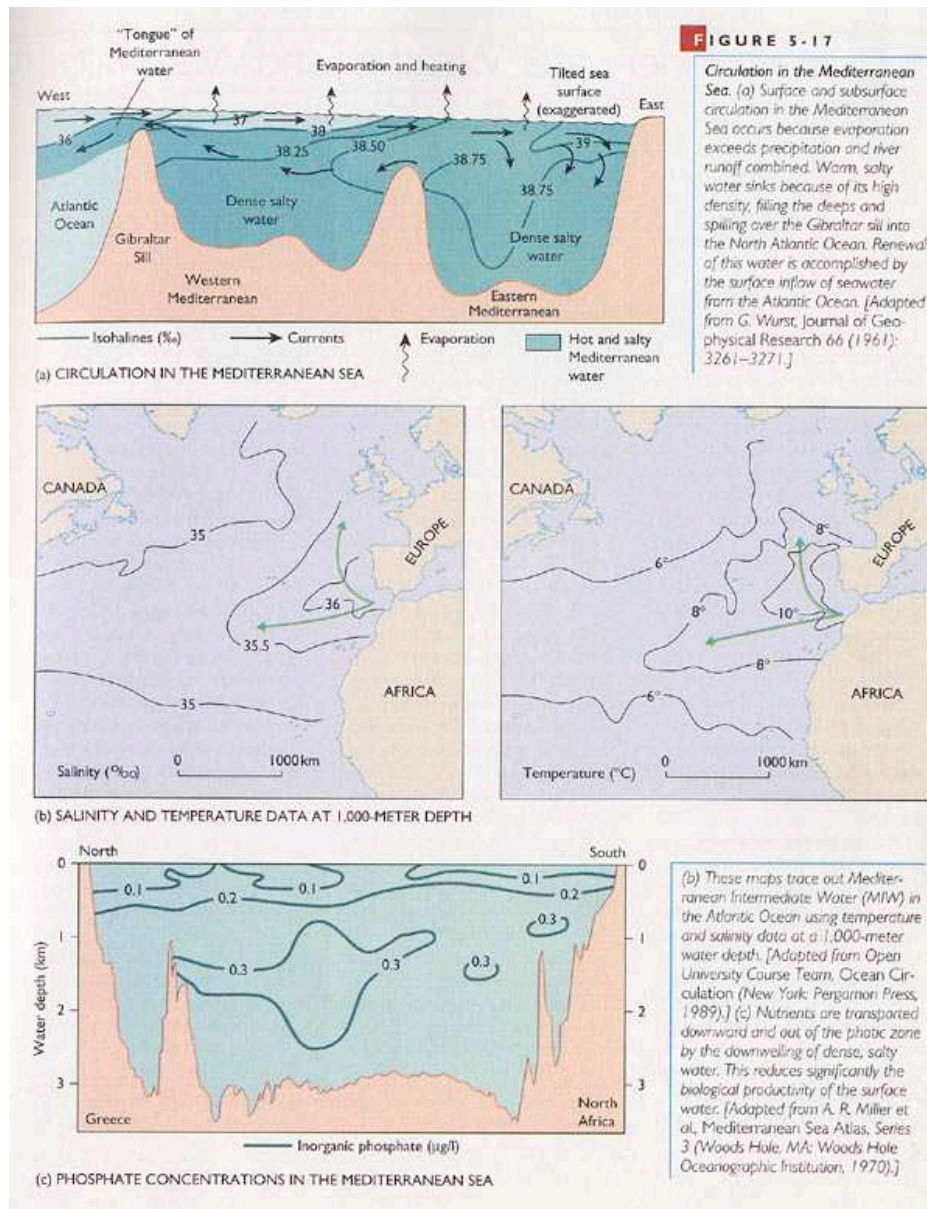 FIGURE 5-17
Circulation in the Mediterranean
Sea. (a) Surface and subsurface
circulation in the Mediterranean
Sea occurs because evaporation
exceeds precipitation and river
runoff combined. Warm, salty
water sinks because of its high
density, filling the deeps and
spilling over the Gibraltar sill into
the North Atlantic Ocean. Renewal
of this water is accomplished by
the surface inflow of seawater
from the Atlantic Ocean. [Adapted
from G. Wurst, Journal of Geo-
physical Research 66 (1961):
3261–3271.]
"Tongue" of
Mediterranean
water
Evaporation and heating
Tilted sea
surface
(exaggerated)
West
East
36
37
38
38.25
38.50
38.75
38.75
39
Atlantic
Ocean
Gibraltar
Sill
Dense salty
water
Western
Mediterranean
Dense salty
water
Eastern
Mediterranean
Isohalines (‰)
Currents
Evaporation
Hot and salty
Mediterranean
water
(a) CIRCULATION IN THE MEDITERRANEAN SEA
CANADA
EUROPE
AFRICA
35
36
35.5
35
Salinity (‰)
0
1000 km
CANADA
EUROPE
AFRICA
6°
8°
8°
10°
8°
6°
Temperature (°C)
0
1000 km
(b) SALINITY AND TEMPERATURE DATA AT 1,000-METER DEPTH
North
South
0
1
2
3
0
1
2
3
Water depth (km)
0.1
0.2
0.1
0.1
0.2
0.3
0.3
0.3
0.3
Greece
North
Africa
Inorganic phosphate (µg/l)
(c) PHOSPHATE CONCENTRATIONS IN THE MEDITERRANEAN SEA
(b) These maps trace out Mediter-
ranean Intermediate Water (MIW) in
the Atlantic Ocean using temperature
and salinity data at a 1,000-meter
water depth. [Adapted from Open
University Course Team, Ocean Cir-
culation (New York: Pergamon Press,
1989).] (c) Nutrients are transported
downward and out of the photic zone
by the downwelling of dense, salty
water. This reduces significantly the
biological productivity of the surface
water. [Adapted from A. R. Miller et
al, Mediterranean Sea Atlas, Series
3 (Woods Hole, MA: Woods Hole
Oceanographic Institution, 1970).]